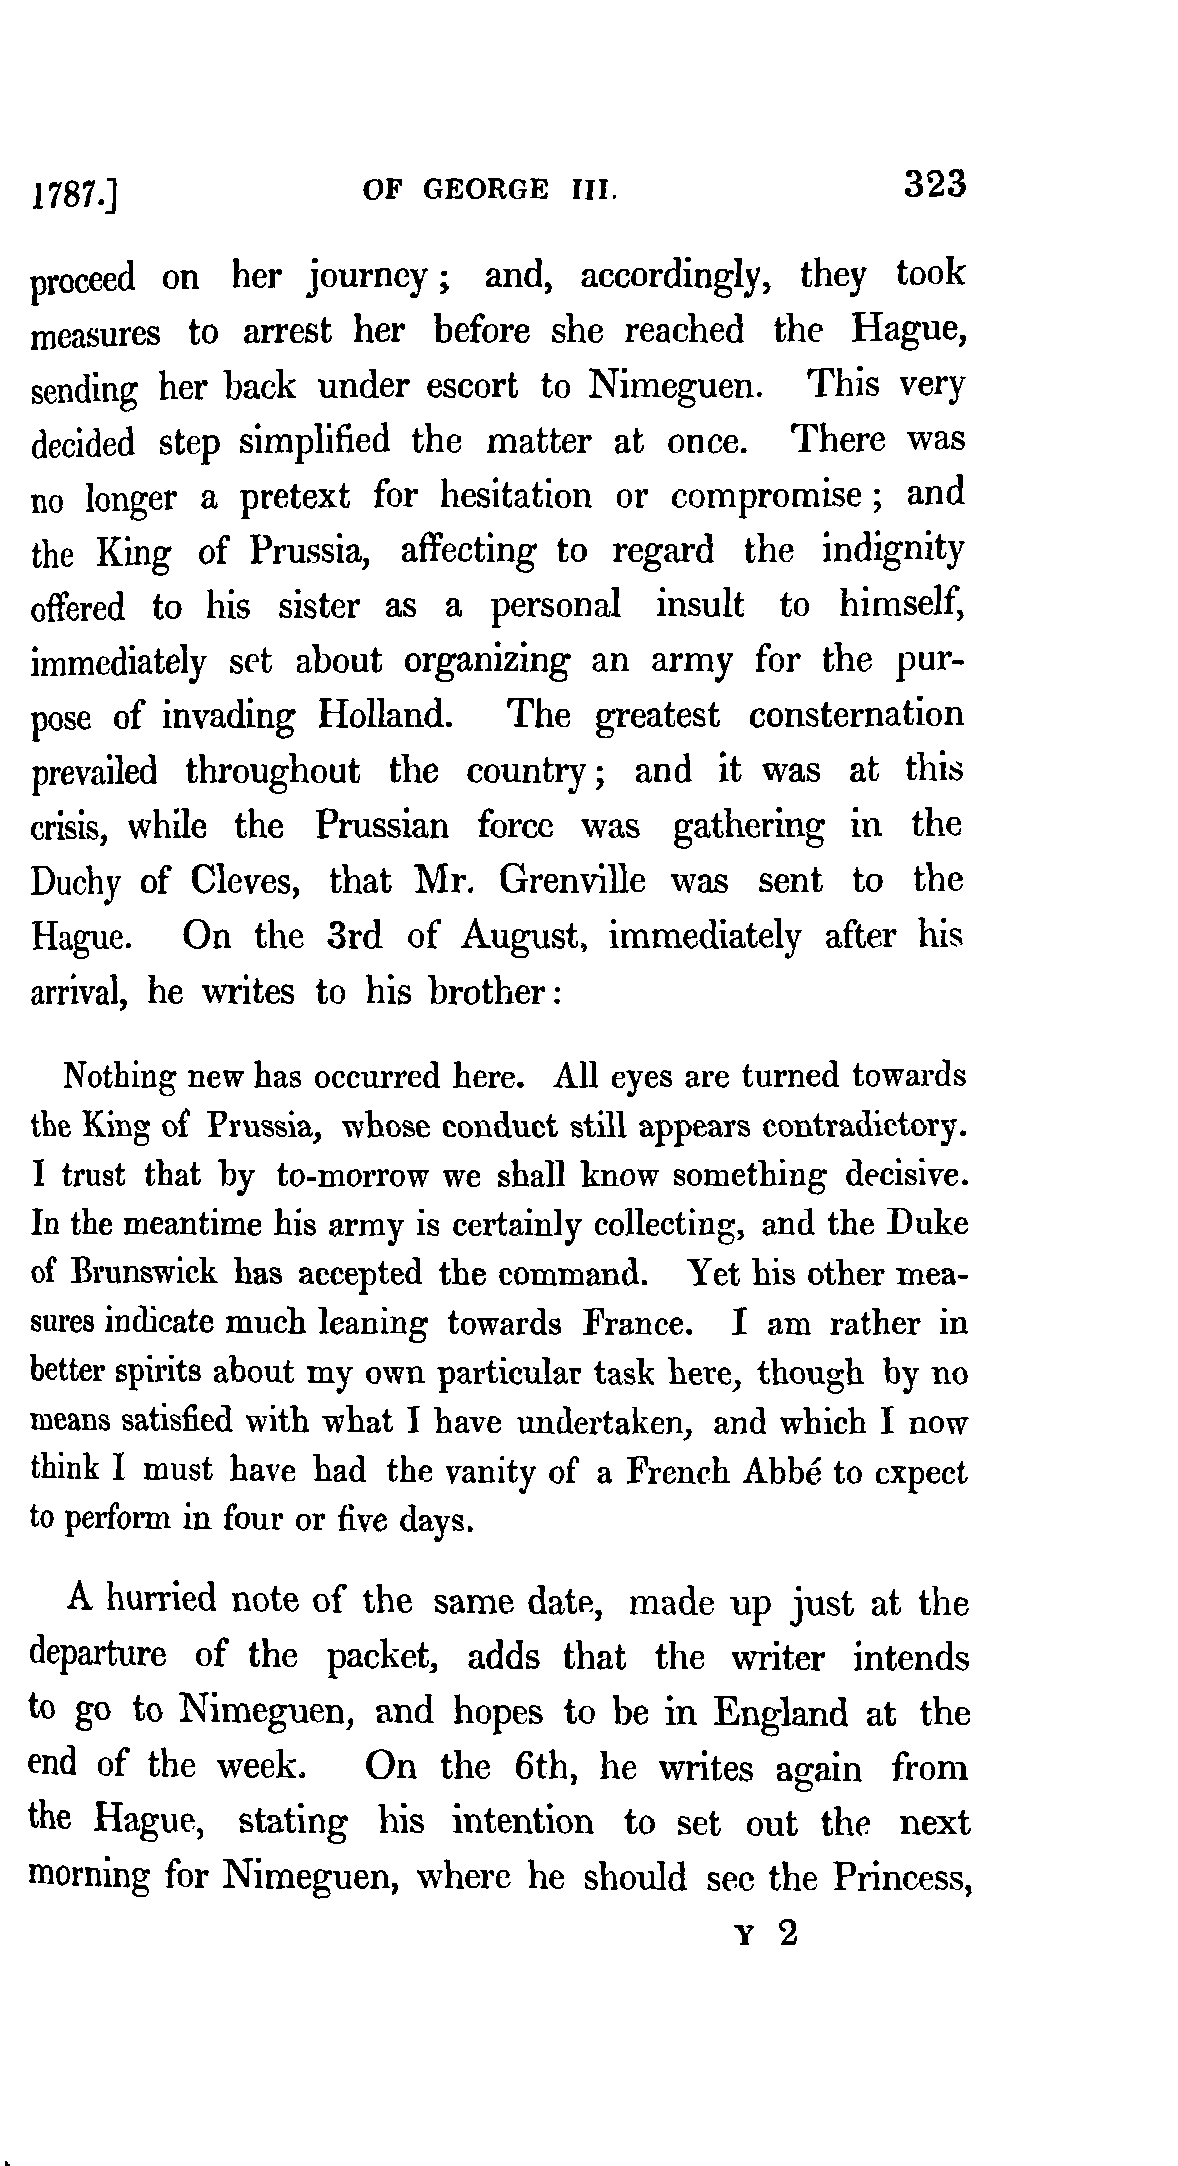 1787.] OF GEORGE III. 323
proceed on her journey; and, accordingly, they took
measures to arrest her before she reached the Hague,
sending her back under escort to Nimeguen. This very
decided step simplified the matter at once. There was
no longer a pretext for hesitation or compromise; and
the King of Prussia, affecting to regard the indignity
offered to his sister as a personal insult to himself,
immediately set about organizing an army for the pur-
pose of invading Holland. The greatest consternation
prevailed throughout the country; and it was at this
crisis, while the Prussian force was gathering in the
Duchy of Cleves, that Mr. Grenville was sent to the
Hague. On the 3rd of August, immediately after his
arrival, he writes to his brother:
Nothing new has occurred here. All eyes are turned towards
the King of Prussia, whose conduct still appears contradictory.
I trust that by to-morrow we shall know something decisive.
In the meantime his army is certainly collecting, and the Duke
of Brunswick has accepted the command. Yet his other mea-
sures indicate much leaning towards France. I am rather in
better spirits about my own particular task here, though by no
means satisfied with what I have undertaken, and which I now
think I must have had the vanity of a French Abbé to expect
to perform in four or five days.
A hurried note of the same date, made up just at the
departure of the packet, adds that the writer intends
to go to Nimeguen, and hopes to be in England at the
end of the week. On the 6th, he writes again from
the Hague, stating his intention to set out the next
morning for Nimeguen, where he should see the Princess,
Y 2